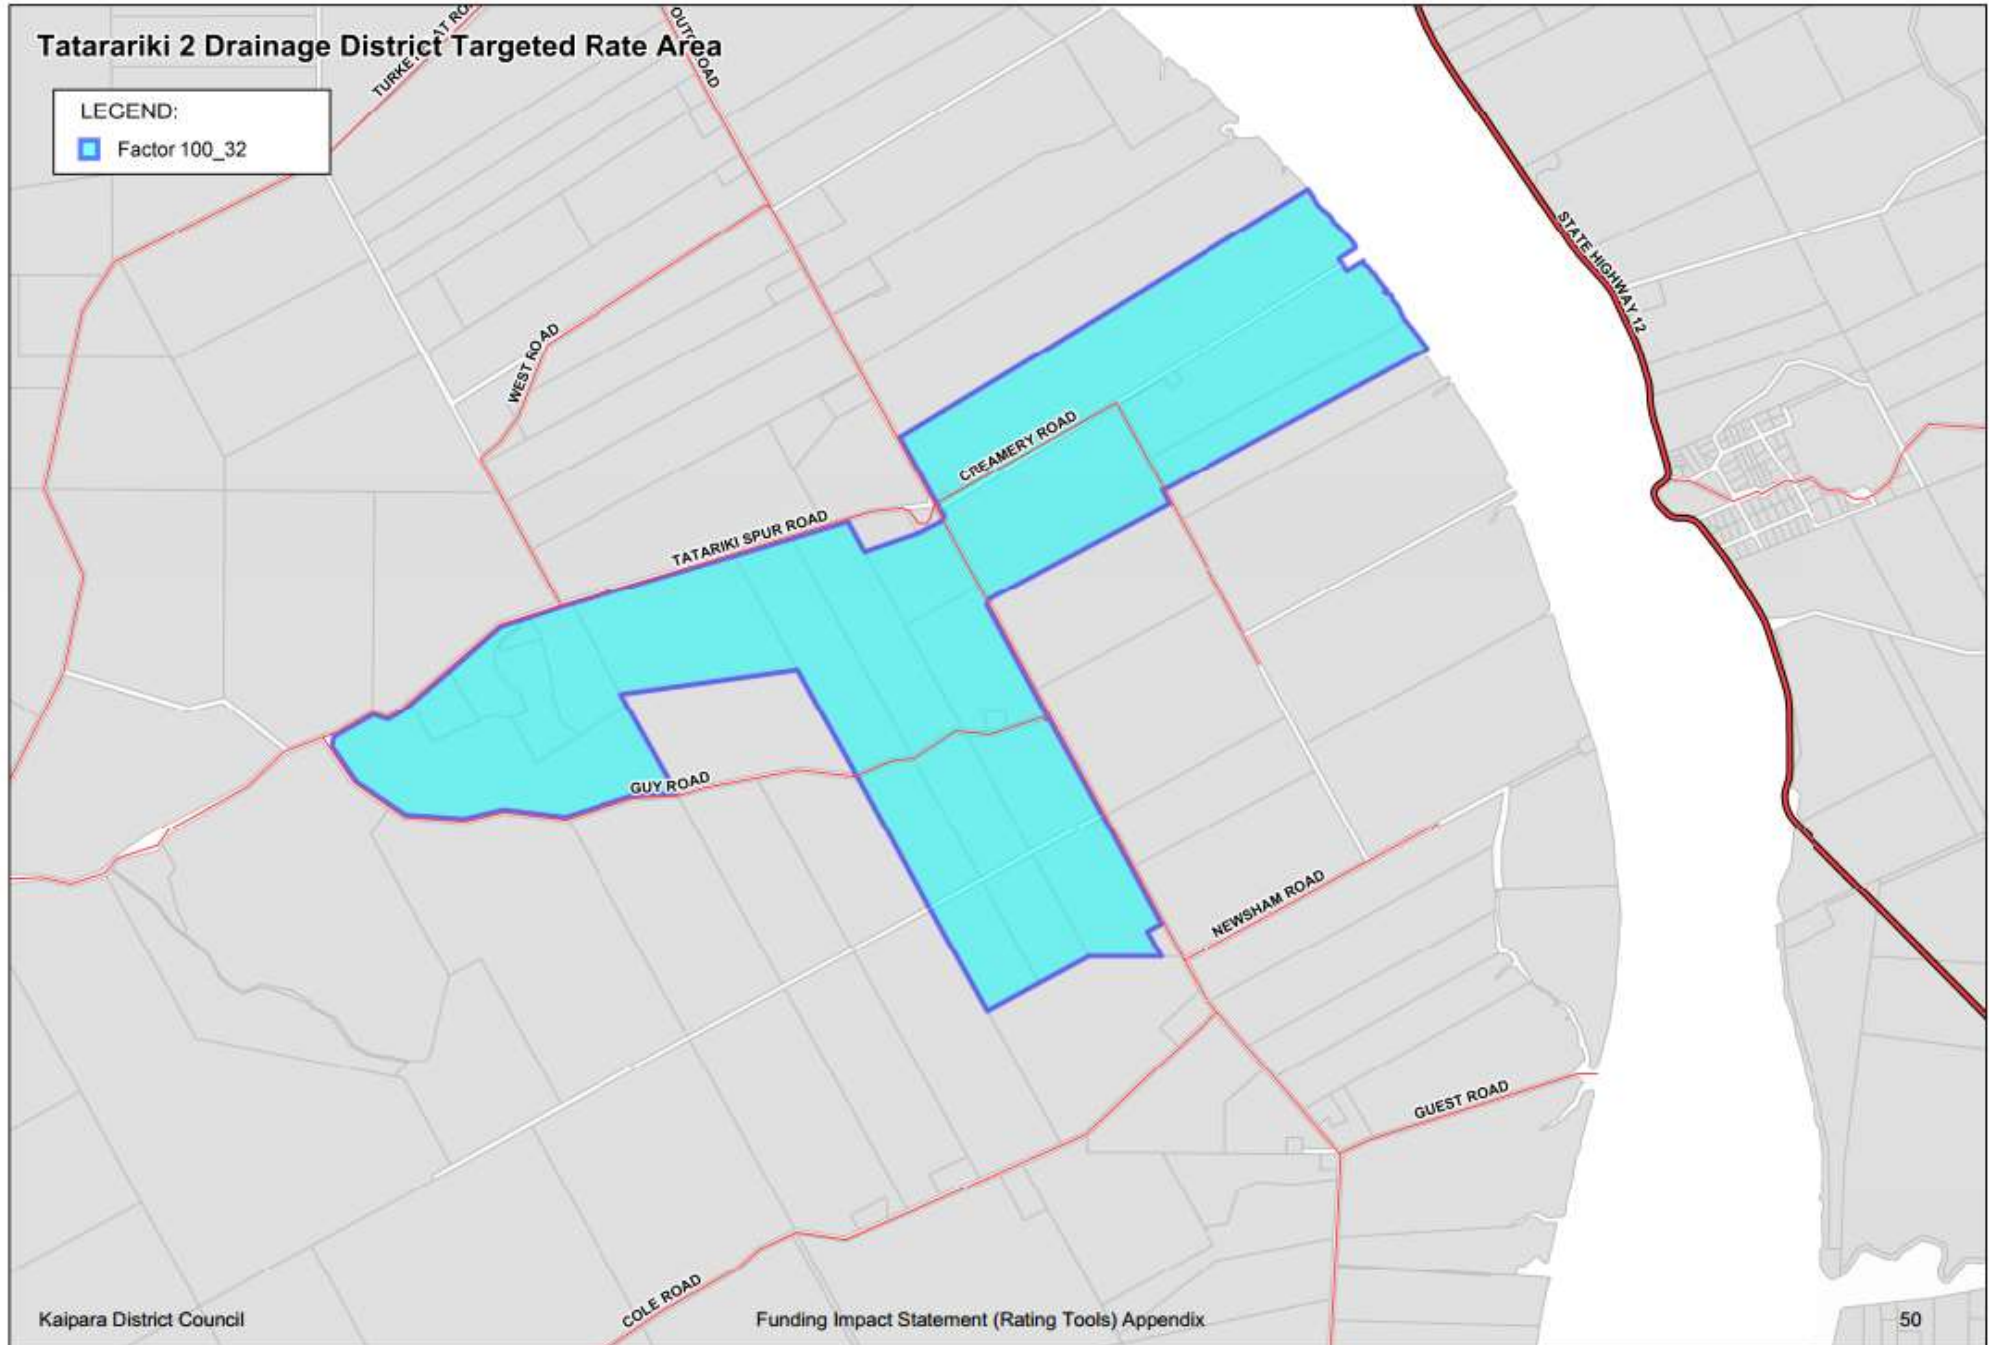 Tatarariki 2 Drainage District Targeted Rate Area
LEGEND:
Factor 100_32
WEST ROAD
STATE HIGHWAY 12
CREAMERY ROAD
TATARIKI SPUR ROAD
GUY ROAD
NEWSHAM ROAD
GUEST ROAD
COLE ROAD
Kaipara District Council
Funding Impact Statement (Rating Tools) Appendix
50